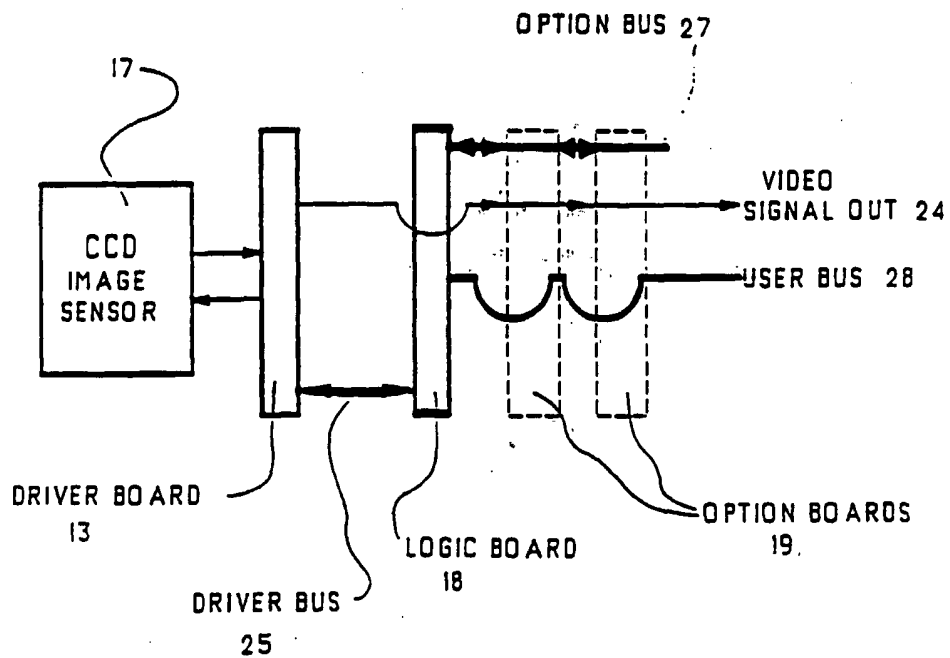 OPTION BUS 27
17
VIDEO
SIGNAL OUT 24
CCD
IMAGE
SENSOR
USER BUS 28
DRIVER BOARD
13
LOGIC BOARD
18
OPTION BOARDS
19.
DRIVER BUS
25